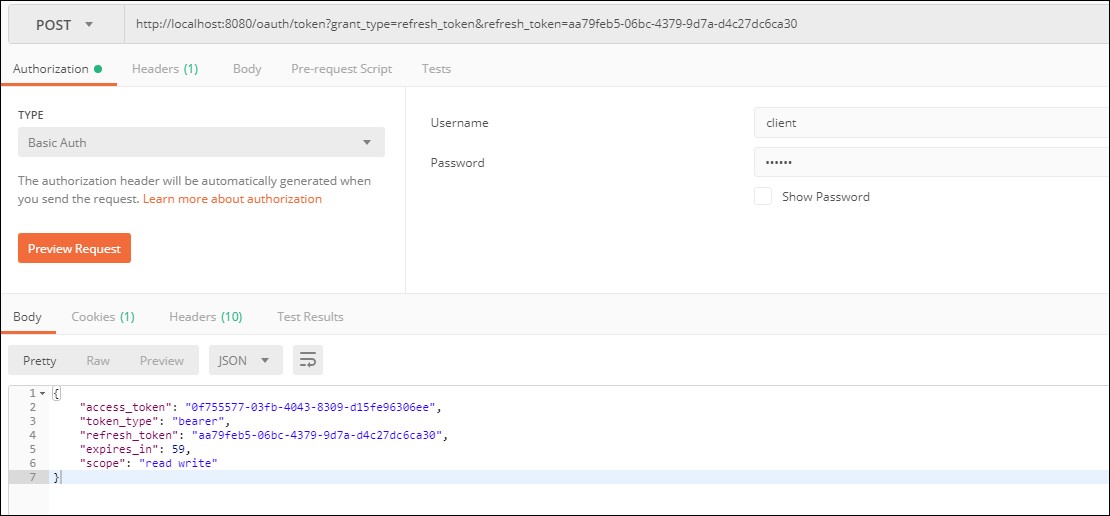 POST http://localhost:8080/oauth/token?grant_type=refresh_token&refresh_token=aa79feb5-06bc-4379-9d7a-d4c27dc6ca30
Authorization Headers (1) Body Pre-request Script Tests
TYPE
Basic Auth
The authorization header will be automatically generated when
you send the request. Learn more about authorization
Preview Request
Username client
Password ••••••
Show Password
Body Cookies (1) Headers (10) Test Results
Pretty Raw Preview JSON
1 {
2 "access_token": "0f755577-03fb-4043-8309-d15fe96306ee",
3 "token_type": "bearer",
4 "refresh_token": "aa79feb5-06bc-4379-9d7a-d4c27dc6ca30",
5 "expires_in": 59,
6 "scope": "read write"
7 }